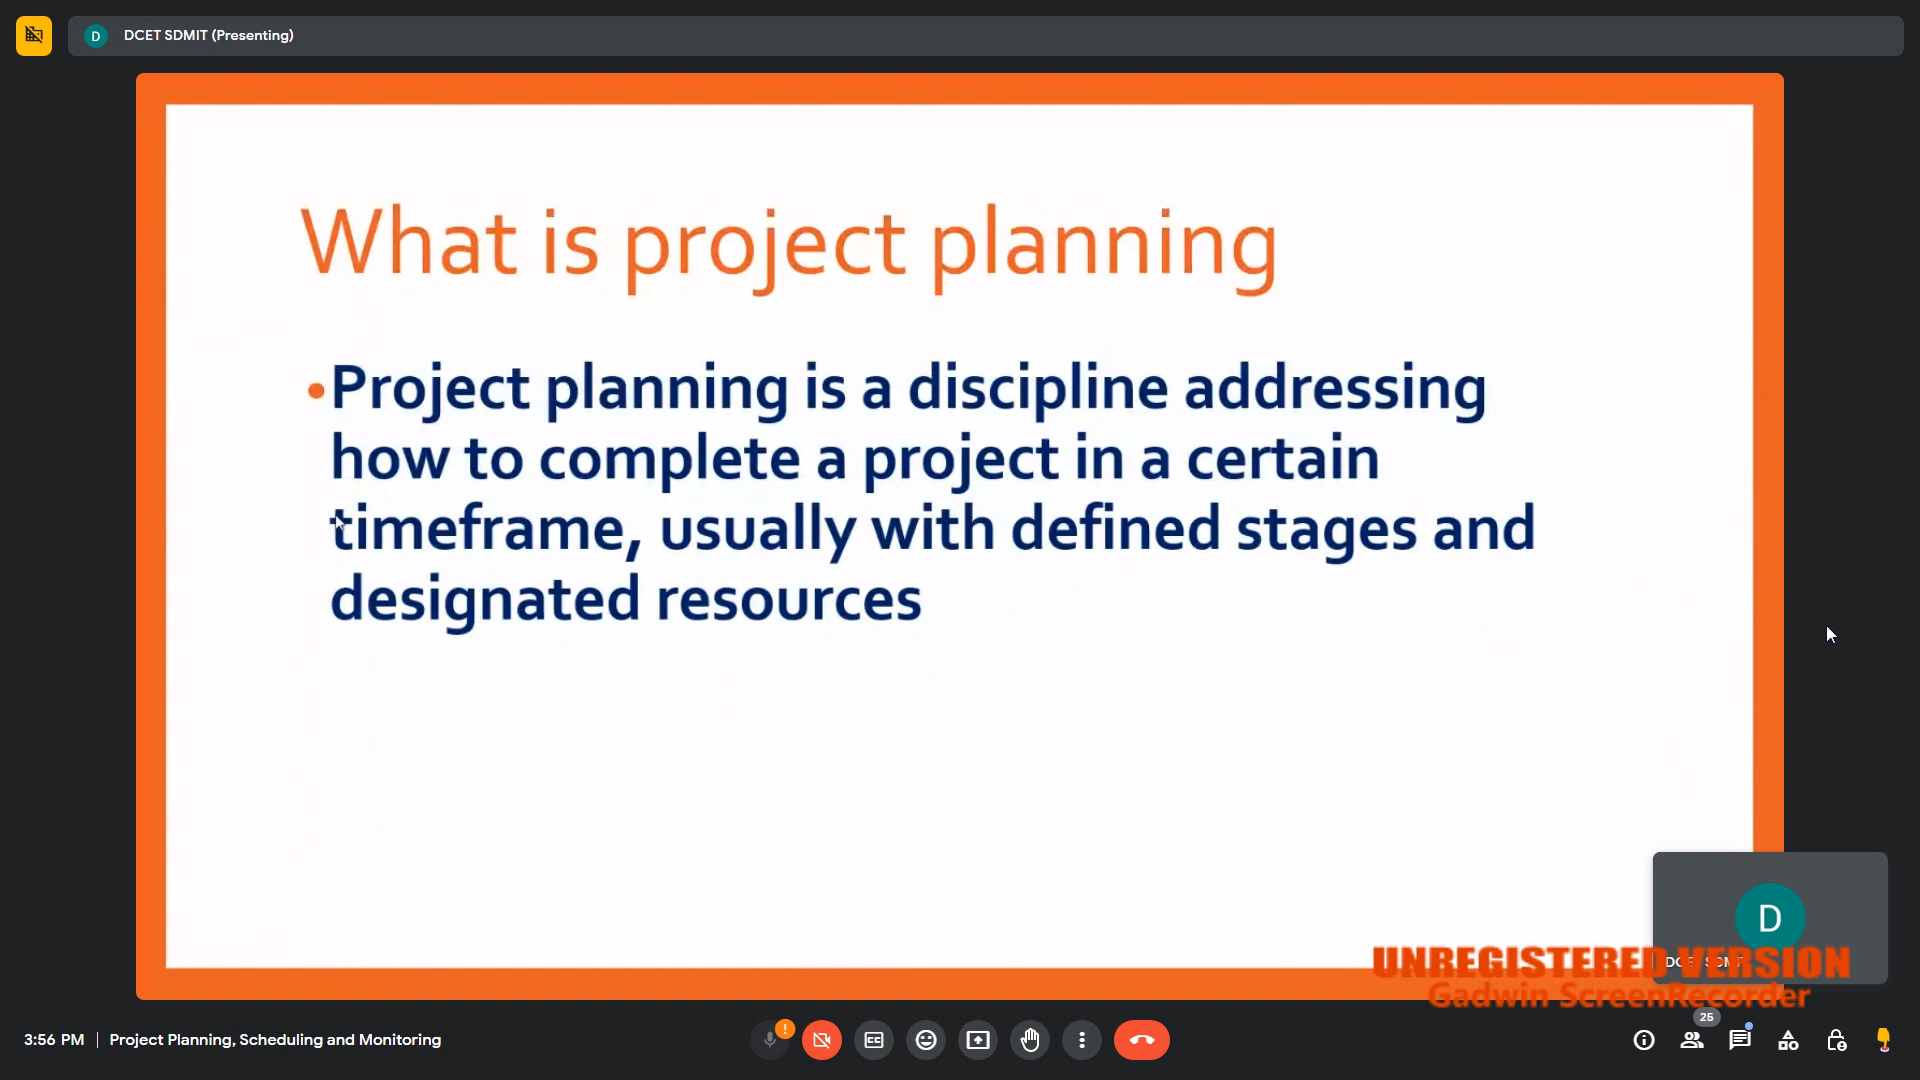 D DCET SDMIT (Presenting)
What is project planning
•Project planning is a discipline addressing
how to complete a project in a certain
timeframe, usually with defined stages and
designated resources
D
UNREGISTERED VERSION
Gadwin ScreenRecorder
25
3:56 PM | Project Planning, Scheduling and Monitoring